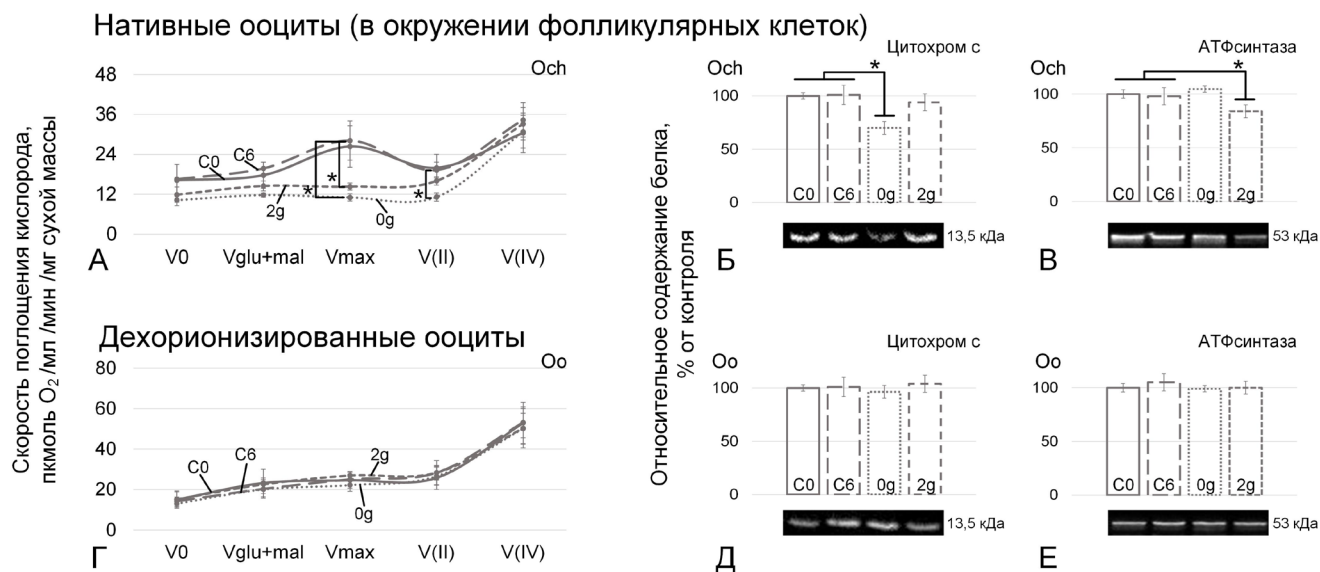 Нативные ооциты (в окружении фолликулярных клеток)
Скорость поглощения кислорода,
пкмоль O₂ /мл /мин /мг сухой массы
Och
48
36
24
12
0
C0
C6
2g
0g
*
*
*
V0 Vglu+mal Vmax V(II) V(IV)
А
Относительное содержание белка,
% от контроля
Цитохром с
Och
*
100
50
0
C0 C6 0g 2g
13,5 кДа
Б
АТФсинтаза
Och
*
100
50
0
C0 C6 0g 2g
53 кДа
В
Дехорионизированные ооциты
Oo
80
60
40
20
0
C0
C6
2g
0g
V0 Vglu+mal Vmax V(II) V(IV)
Г
Цитохром с
Oo
100
50
0
C0 C6 0g 2g
13,5 кДа
Д
АТФсинтаза
Oo
100
50
0
C0 C6 0g 2g
53 кДа
Е